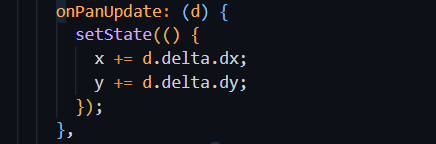 onPanUpdate: (d) {
setState(() {
x += d.delta.dx;
y += d.delta.dy;
});
},